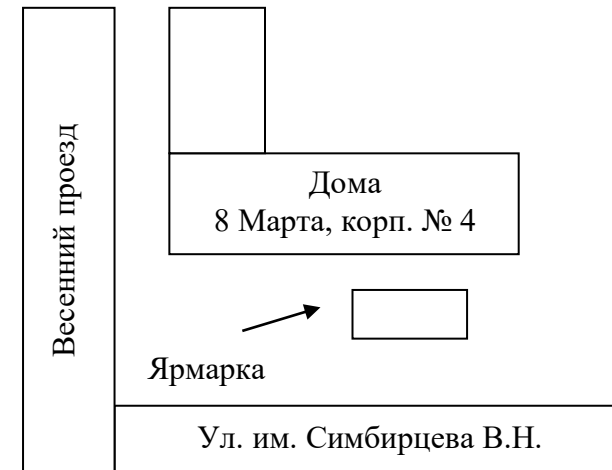 Весенний проезд
Дома
8 Марта, корп. № 4
Ярмарка
Ул. им. Симбирцева В.Н.